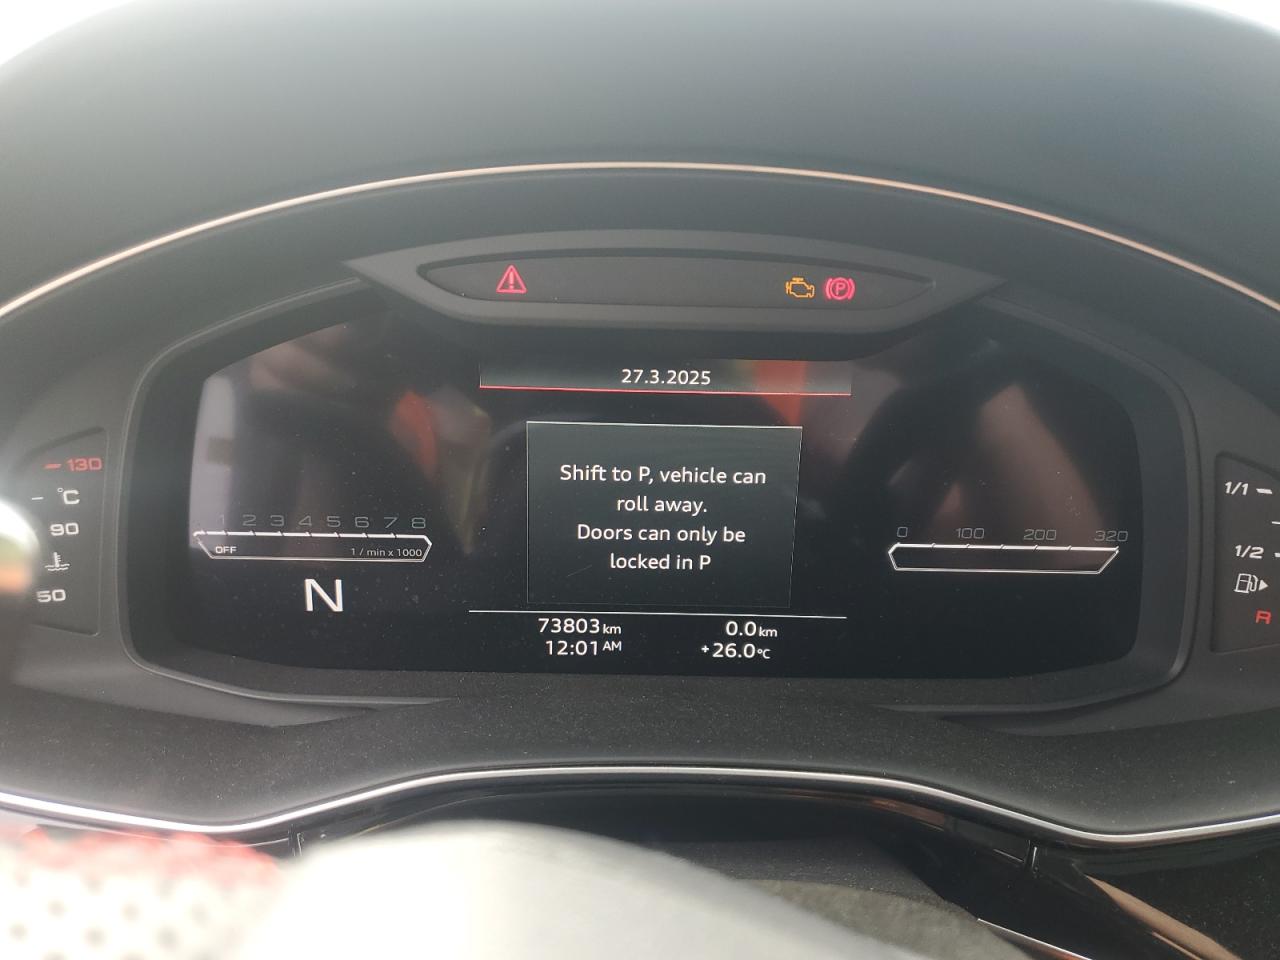 P
27.3.2025
Shift to P, vehicle can
roll away.
Doors can only be
locked in P
130
°C
90
50
1 2 3 4 5 6 7 8
OFF 1 / min x 1000
N
0 100 200 320
73803 km 0.0 km
12:01 AM +26.0 °C
1/1
1/2
R